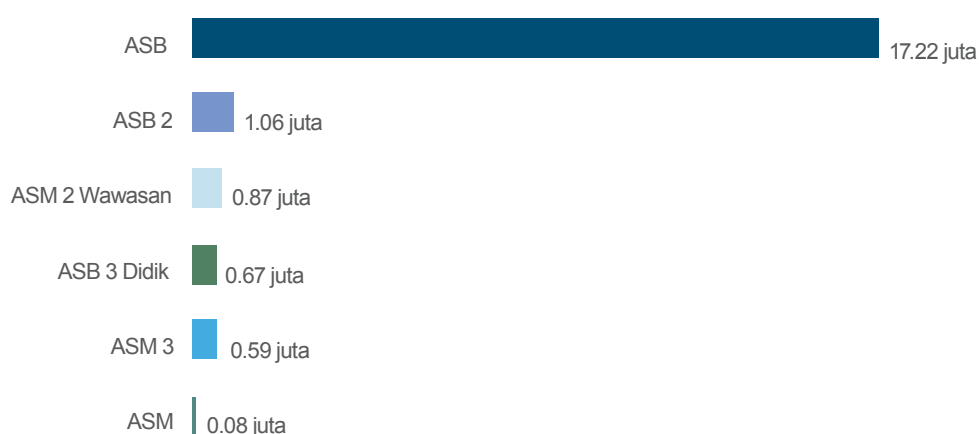 ASB 17.22 juta
ASB 2 1.06 juta
ASM 2 Wawasan 0.87 juta
ASB 3 Didik 0.67 juta
ASM 3 0.59 juta
ASM 0.08 juta